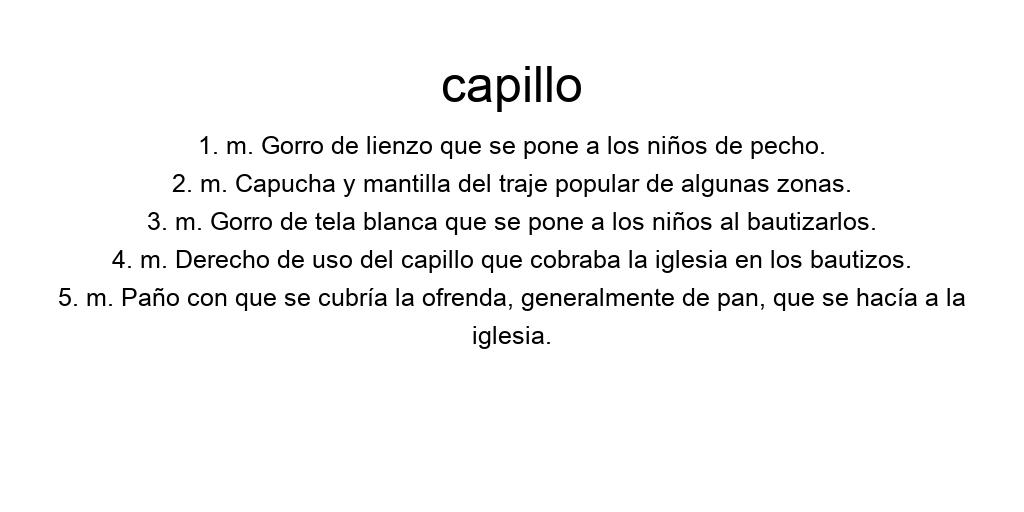 capillo
1. m. Gorro de lienzo que se pone a los niños de pecho.
2. m. Capucha y mantilla del traje popular de algunas zonas.
3. m. Gorro de tela blanca que se pone a los niños al bautizarlos.
4. m. Derecho de uso del capillo que cobraba la iglesia en los bautizos.
5. m. Paño con que se cubría la ofrenda, generalmente de pan, que se hacía a la
iglesia.